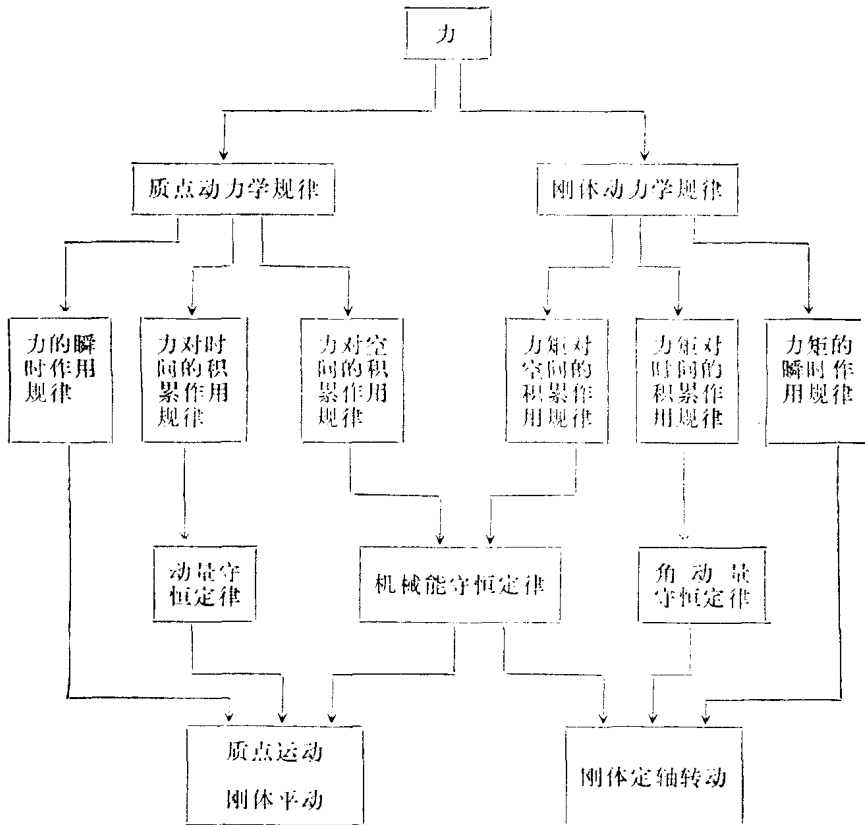 力
质点动力学规律
刚体动力学规律
力的瞬
时作用
规律
力对时
间的积
累作用
规律
力对空
间的积
累作用
规律
力矩对
空间的
积累作
用规律
力矩对
时间的
积累作
用规律
力矩的
瞬时作
用规律
动量守
恒定律
机械能守恒定律
角动量
守恒定律
质点运动
刚体平动
刚体定轴转动